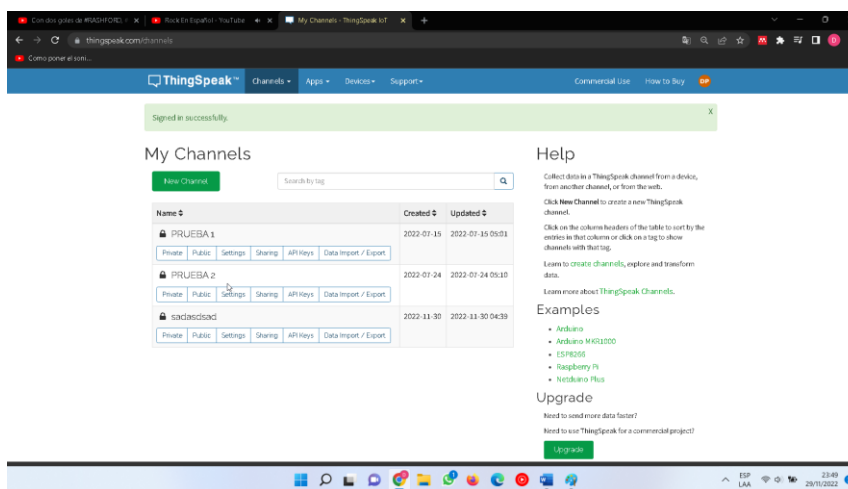 Con dos goles de #RASHFORD,
Rock En Español - YouTube
My Channels - ThingSpeak IoT
thingspeak.com/channels
Como poner el soni...
ThingSpeak™ Channels Apps Devices Support Commercial Use How to Buy DP
Signed in successfully. X
My Channels
New Channel Search by tag
Name Created Updated
PRUEBA 1 2022-07-15 2022-07-15 05:01
Private Public Settings Sharing API Keys Data Import / Export
PRUEBA 2 2022-07-24 2022-07-24 05:10
Private Public Settings Sharing API Keys Data Import / Export
sadasdsad 2022-11-30 2022-11-30 04:39
Private Public Settings Sharing API Keys Data Import / Export
Help
Collect data in a ThingSpeak channel from a device,
from another channel, or from the web.
Click New Channel to create a new ThingSpeak
channel.
Click on the column headers of the table to sort by the
entries in that column or click on a tag to show
channels with that tag.
Learn to create channels, explore and transform
data.
Learn more about ThingSpeak Channels.
Examples
Arduino
Arduino MKR1000
ESP8266
Raspberry Pi
Netduino Plus
Upgrade
Need to send more data faster?
Need to use ThingSpeak for a commercial project?
Upgrade
ESP
LAA
23:49
29/11/2022